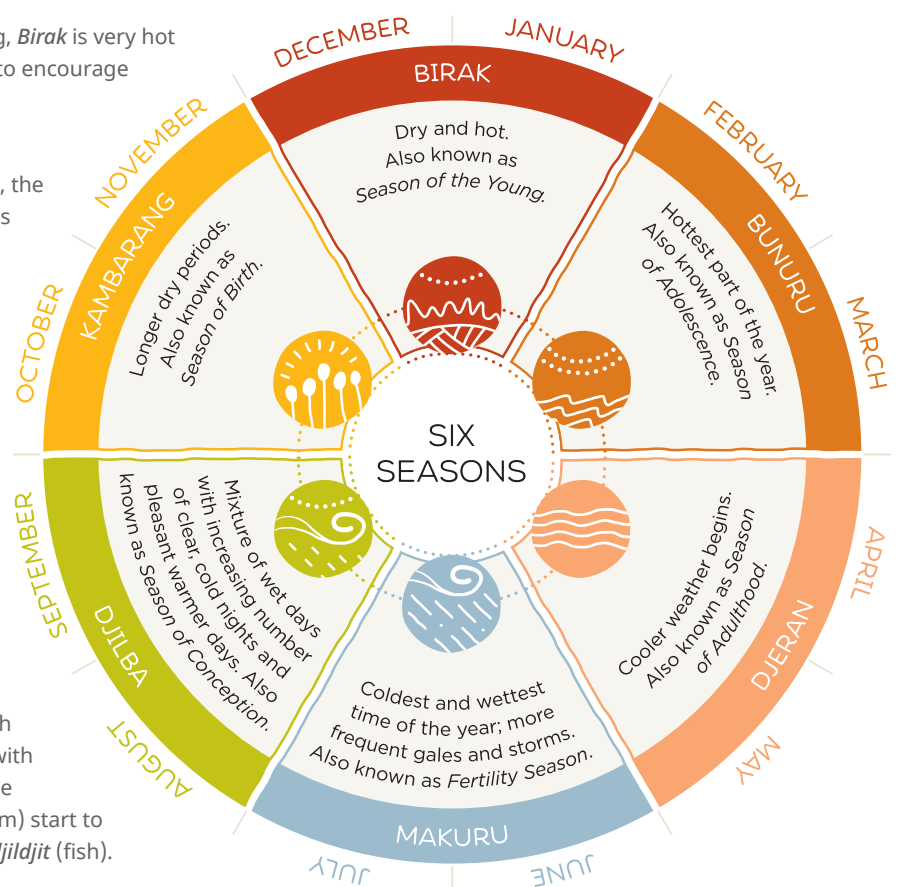 g, Birak is very hot
to encourage
, the
s
h
with
e
m) start to
djildjit (fish).
DECEMBER
JANUARY
BIRAK
Dry and hot.
Also known as
Season of the Young.
FEBRUARY
MARCH
BUNURU
Hottest part of the year.
Also known as Season
of Adolescence.
APRIL
MAY
DJERAN
Cooler weather begins.
Also known as Season
of Adulthood.
JUNE
JULY
MAKURU
Coldest and wettest
time of the year; more
frequent gales and storms.
Also known as Fertility Season.
AUGUST
SEPTEMBER
DJILBA
Mixture of wet days
with increasing number
of clear, cold nights and
pleasant warmer days. Also
known as Season of Conception.
OCTOBER
NOVEMBER
KAMBARANG
Longer dry periods.
Also known as
Season of Birth.
SIX
SEASONS